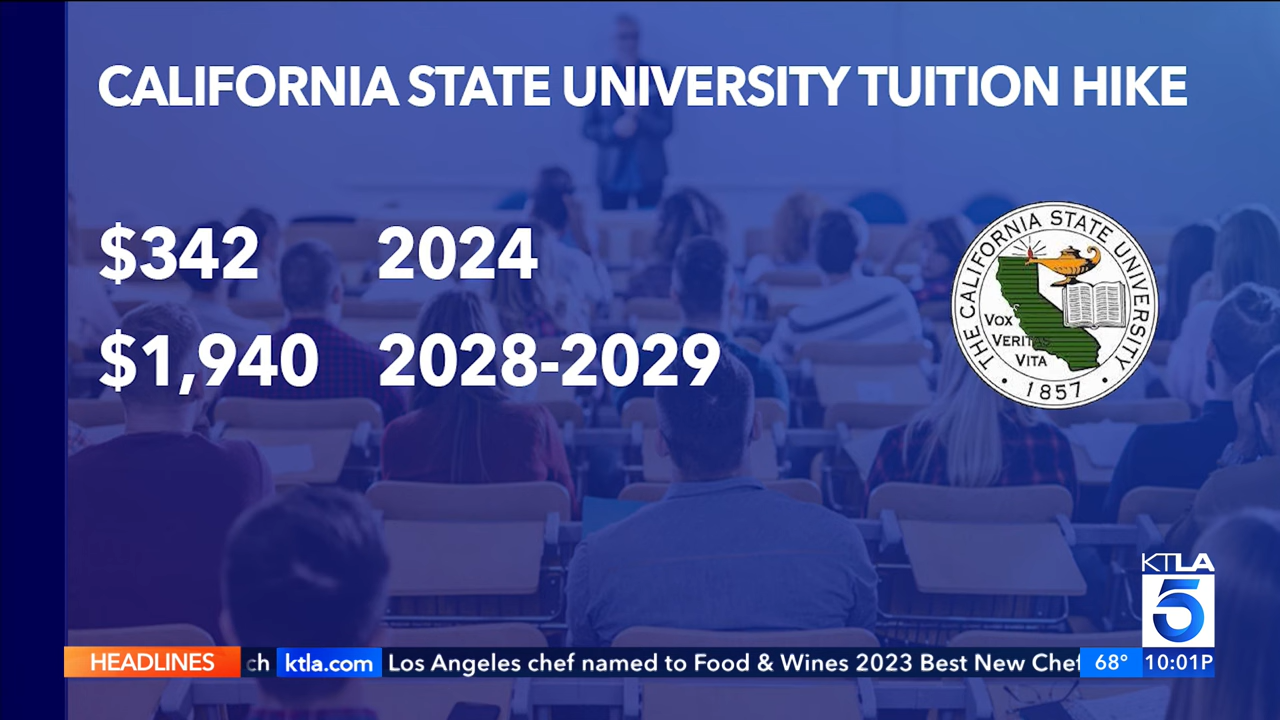 CALIFORNIA STATE UNIVERSITY TUITION HIKE
$342 2024
$1,940 2028-2029
THE CALIFORNIA STATE UNIVERSITY
VOX
VERITAS
VITA
• 1857 •
KTLA
5
HEADLINES ch ktla.com Los Angeles chef named to Food & Wines 2023 Best New Chef 68° 10:01P